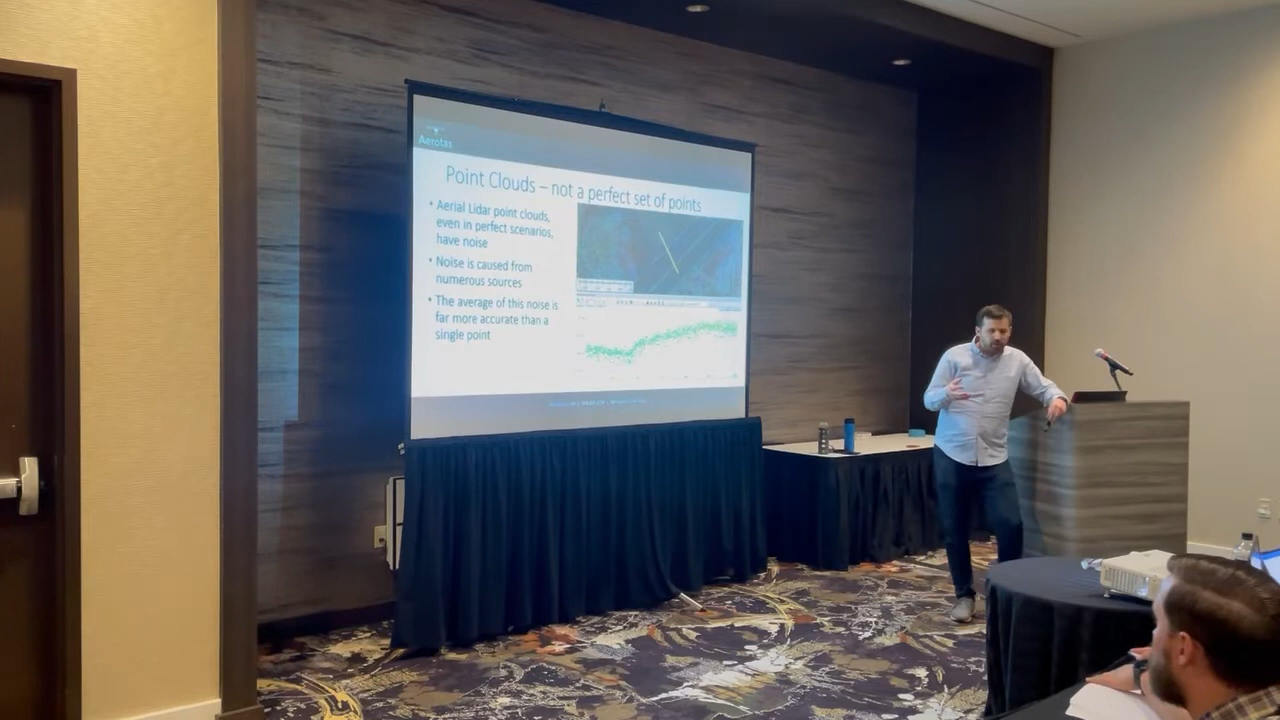 Aerotas
Point Clouds – not a perfect set of points
• Aerial Lidar point clouds,
even in perfect scenarios,
have noise
• Noise is caused from
numerous sources
• The average of this noise is
far more accurate than a
single point